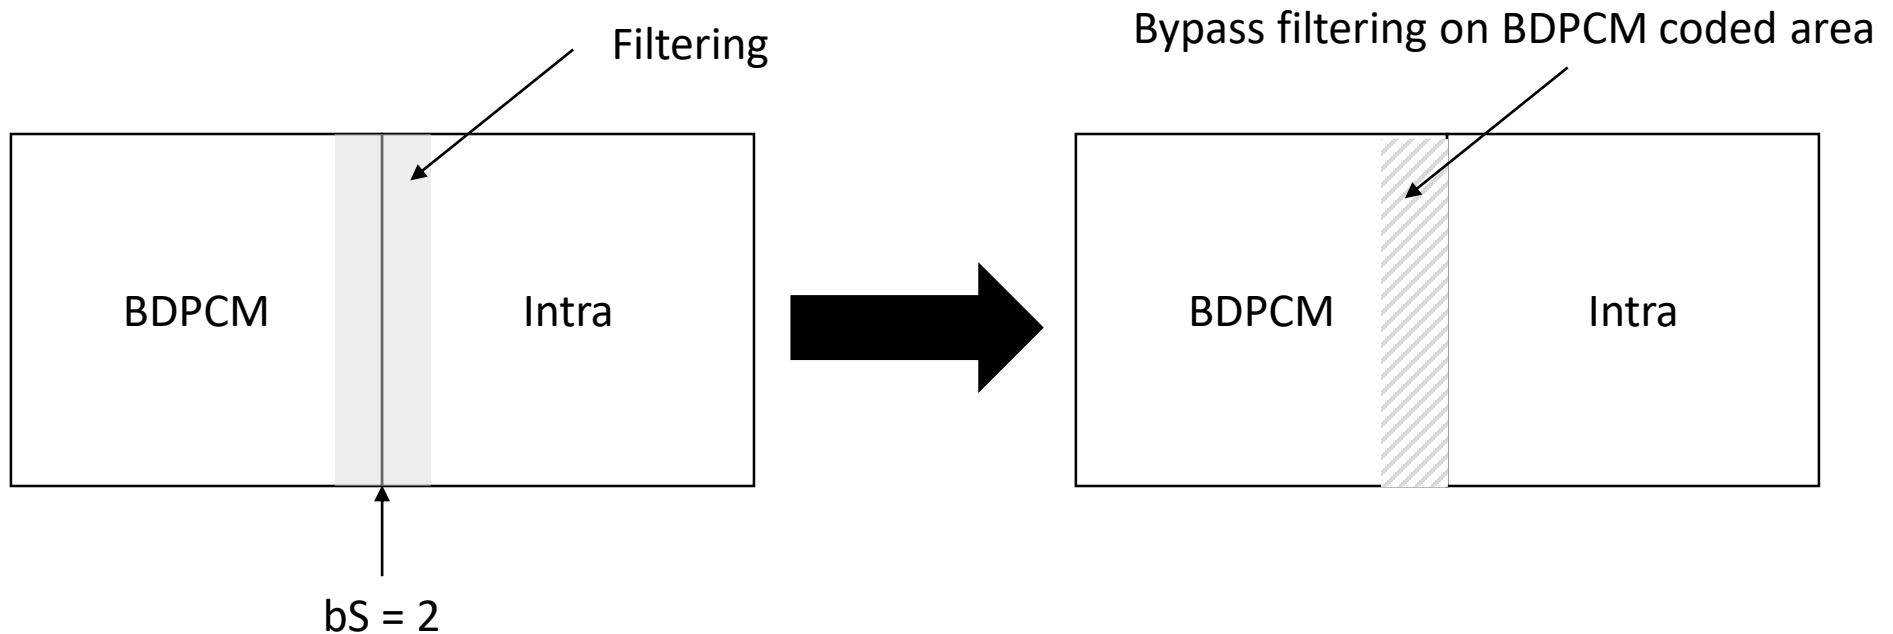 Filtering
BDPCM
Intra
bS = 2
Bypass filtering on BDPCM coded area
BDPCM
Intra